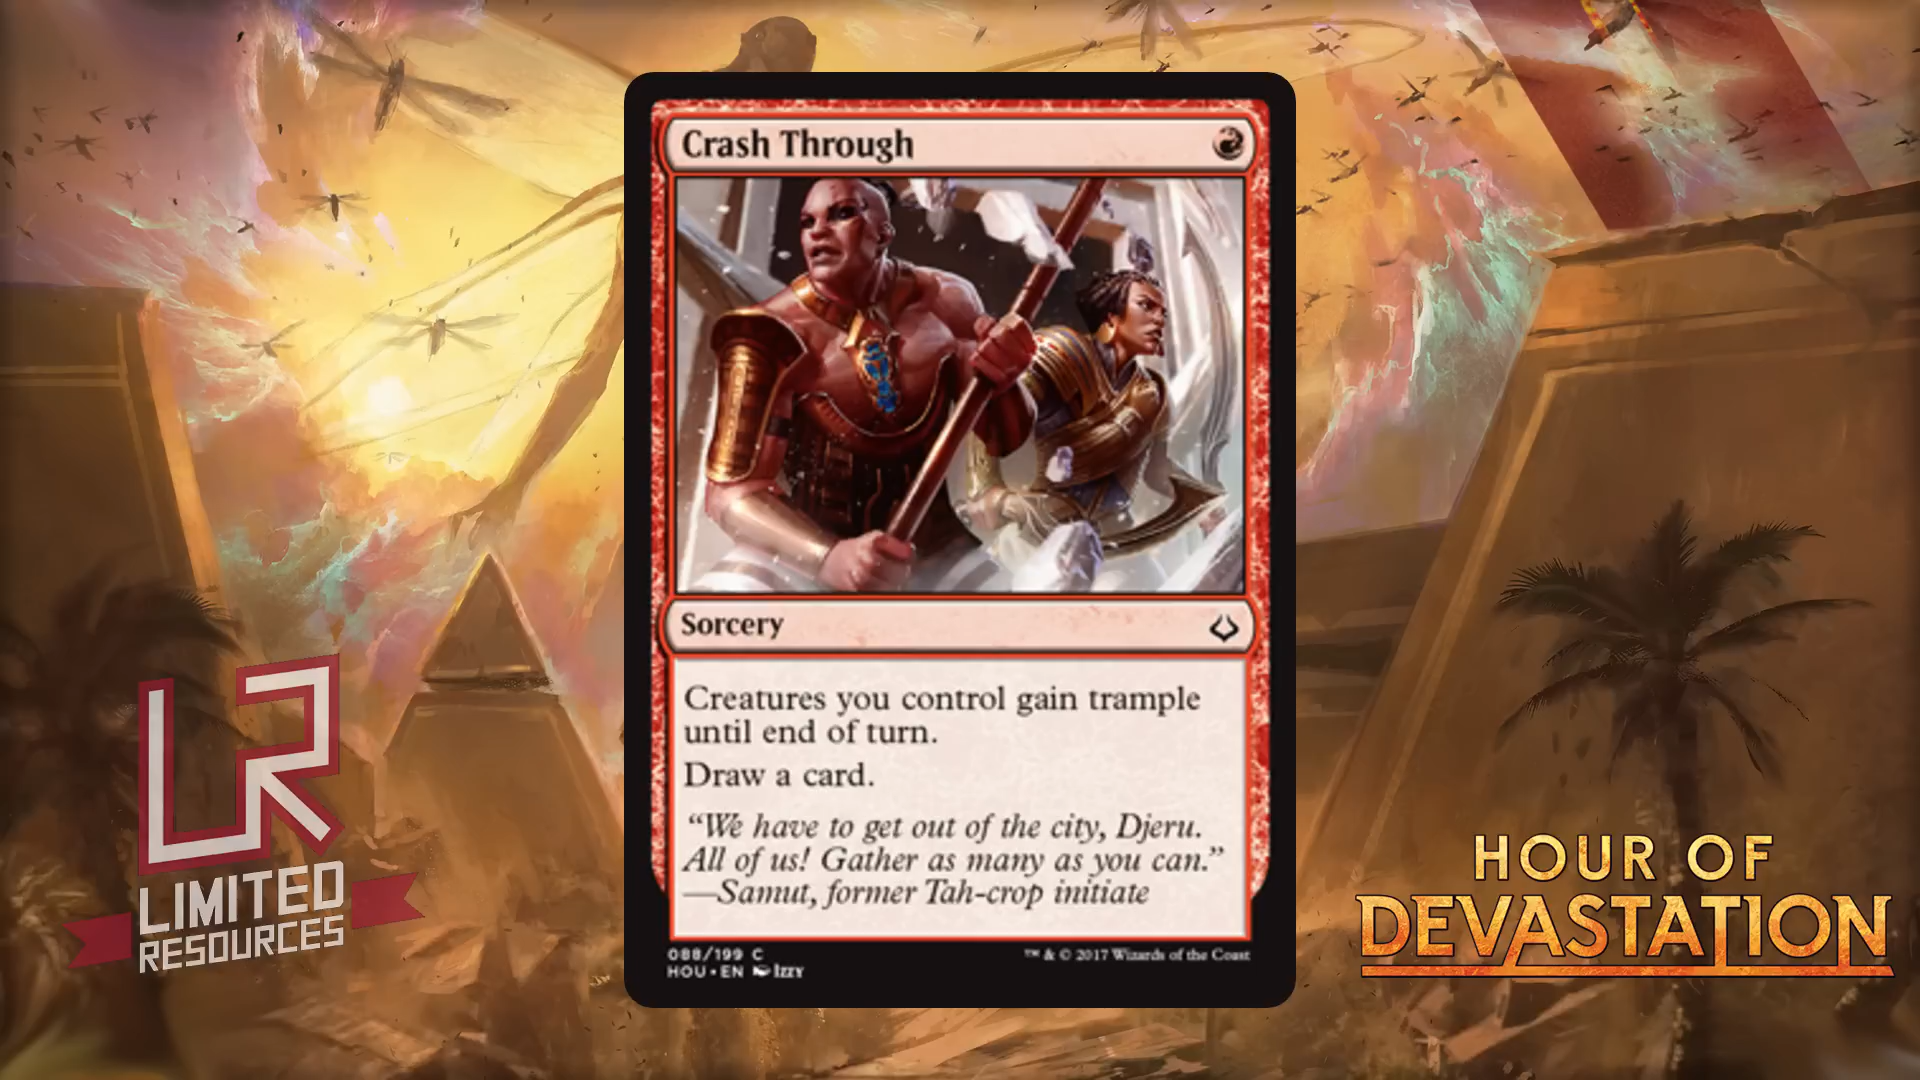 Crash Through
Sorcery
Creatures you control gain trample
until end of turn.
Draw a card.
“We have to get out of the city, Djeru.
All of us! Gather as many as you can.”
—Samut, former Tah-crop initiate
088/199 C
HOU • EN Izzy
™ & © 2017 Wizards of the Coast
LR
LIMITED
RESOURCES
HOUR OF
DEVASTATION